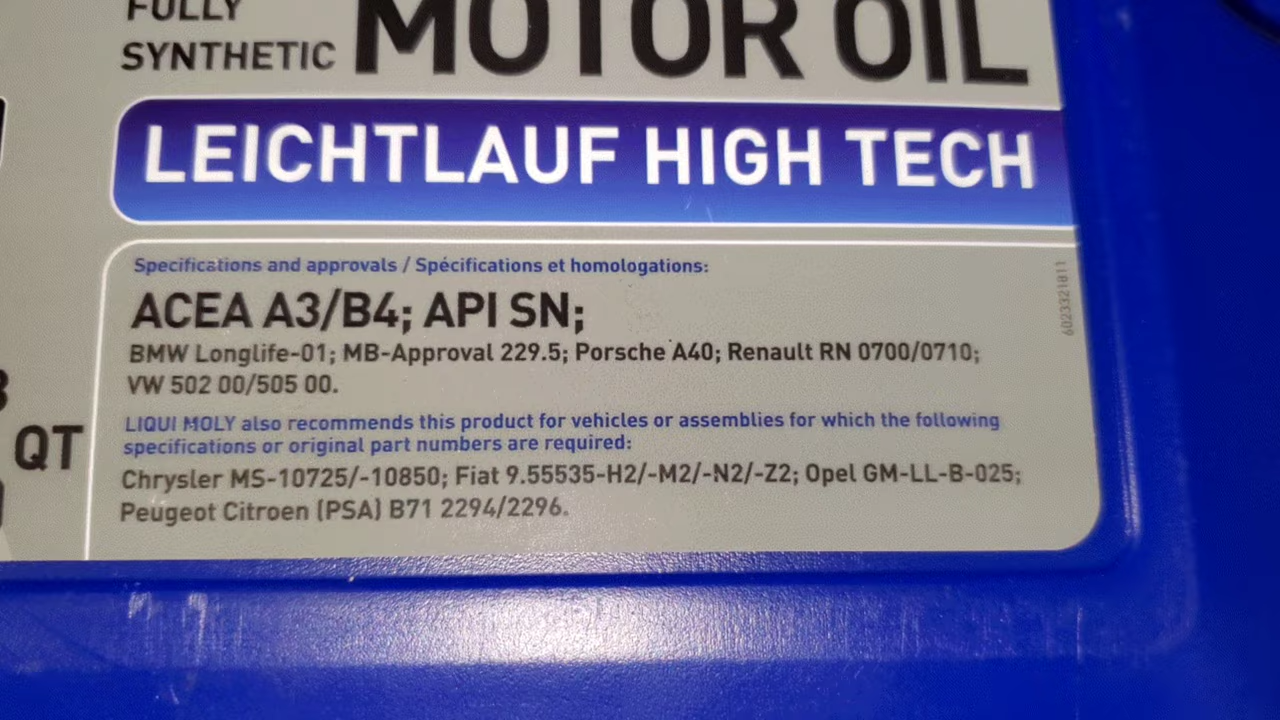 FULLY
SYNTHETIC
MOTOR OIL
LEICHTLAUF HIGH TECH
Specifications and approvals / Spécifications et homologations:
ACEA A3/B4; API SN;
BMW Longlife-01; MB-Approval 229.5; Porsche A40; Renault RN 0700/0710;
VW 502 00/505 00.
LIQUI MOLY also recommends this product for vehicles or assemblies for which the following
specifications or original part numbers are required:
Chrysler MS-10725/-10850; Fiat 9.55535-H2/-M2/-N2/-Z2; Opel GM-LL-B-025;
Peugeot Citroen (PSA) B71 2294/2296.
QT